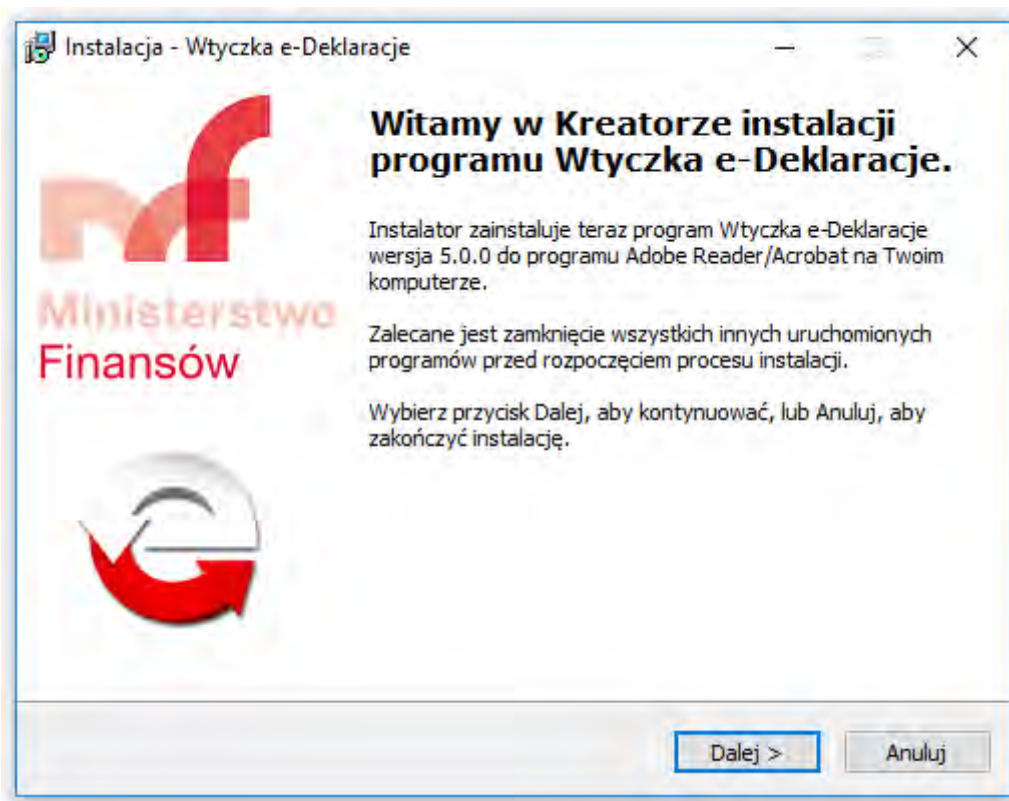 Instalacja - Wtyczka e-Deklaracje
Witamy w Kreatorze instalacji
programu Wtyczka e-Deklaracje.
Instalator zainstaluje teraz program Wtyczka e-Deklaracje
wersja 5.0.0 do programu Adobe Reader/Acrobat na Twoim
komputerze.
Zalecane jest zamknięcie wszystkich innych uruchomionych
programów przed rozpoczęciem procesu instalacji.
Wybierz przycisk Dalej, aby kontynuować, lub Anuluj, aby
zakończyć instalację.
Ministerstwo
Finansów
Dalej >
Anuluj